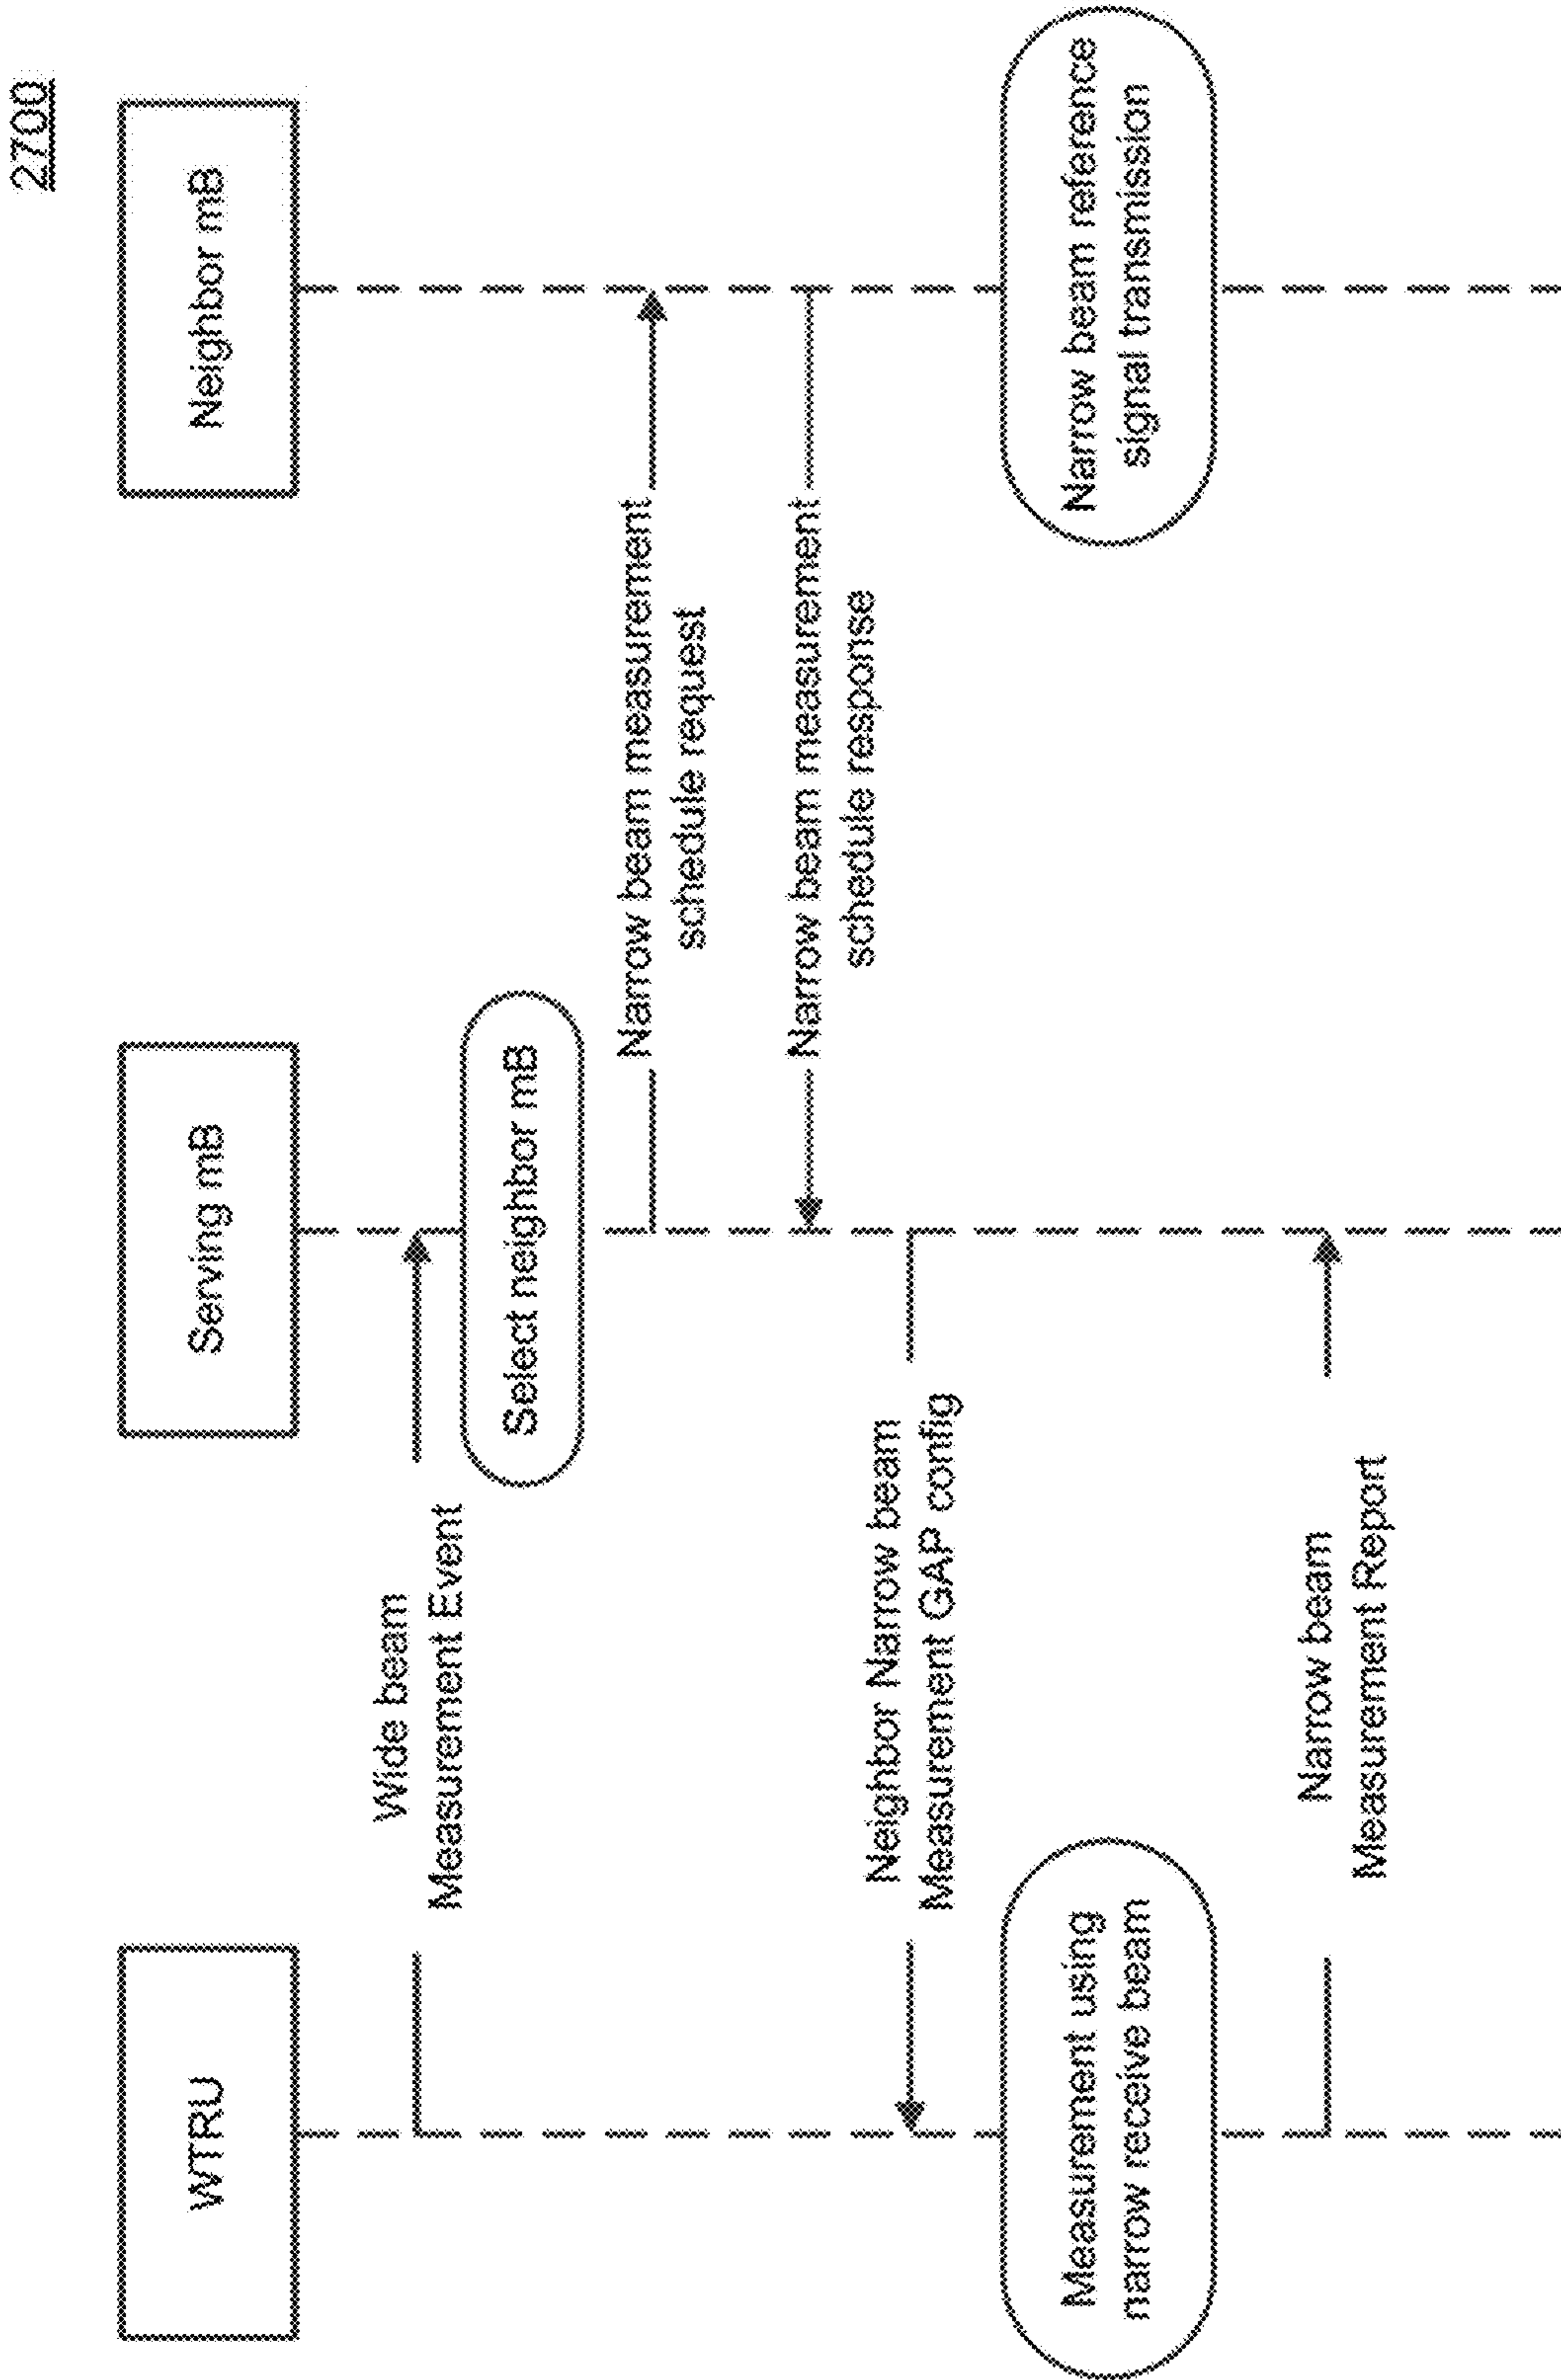 2700
WTRU
Serving mB
Neighbor mB
Wide beam
Measurement Event
Select neighbor mB
Narrow beam measurement
schedule request
Narrow beam measurement
schedule response
Neighbor Narrow beam
Measurement GAP config
Measurement using
narrow receive beam
Narrow beam reference
signal transmission
Narrow beam
Measurement Report